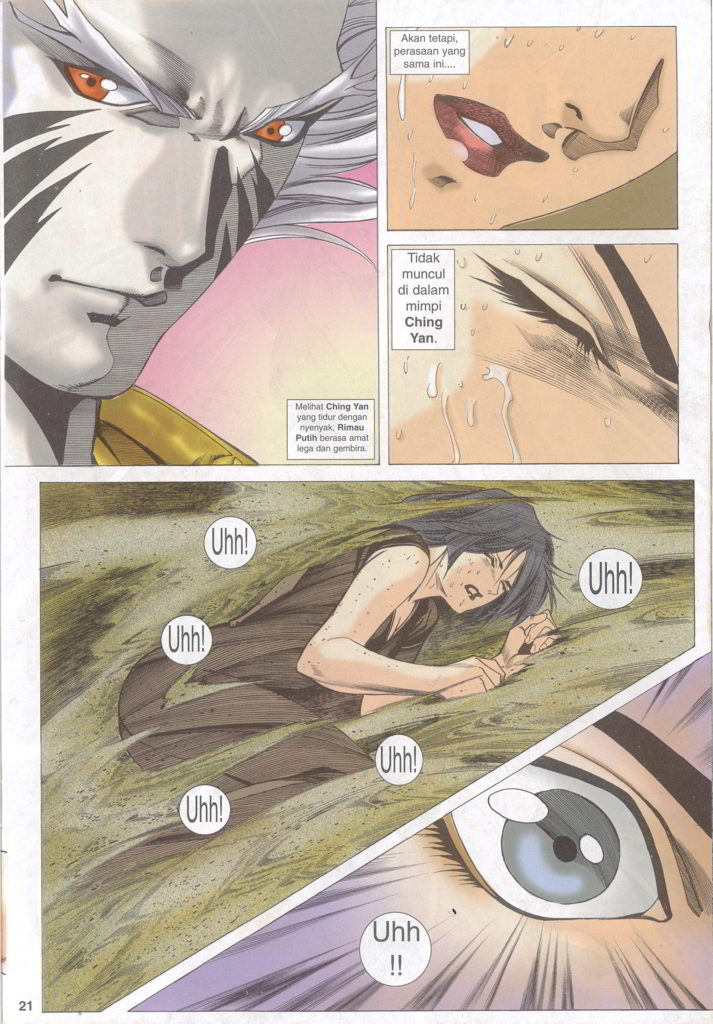 Melihat Ching Yan
yang tidur dengan
nyenyak, Rimau
Putih berasa amat
lega dan gembira.
Akan tetapi,
perasaan yang
sama ini....
Tidak
muncul
di dalam
mimpi
Ching
Yan.
Uhh!
Uhh!
Uhh!
Uhh!
Uhh!
Uhh
!!
21